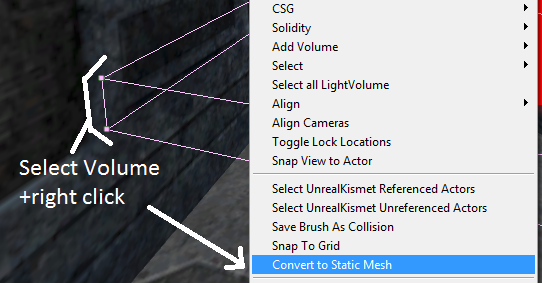 CSG
Solidity
Add Volume
Select
Select all LightVolume
Align
Align Cameras
Toggle Lock Locations
Snap View to Actor
Select UnrealKismet Referenced Actors
Select UnrealKismet Unreferenced Actors
Save Brush As Collision
Snap To Grid
Convert to Static Mesh
Select Volume
+right click